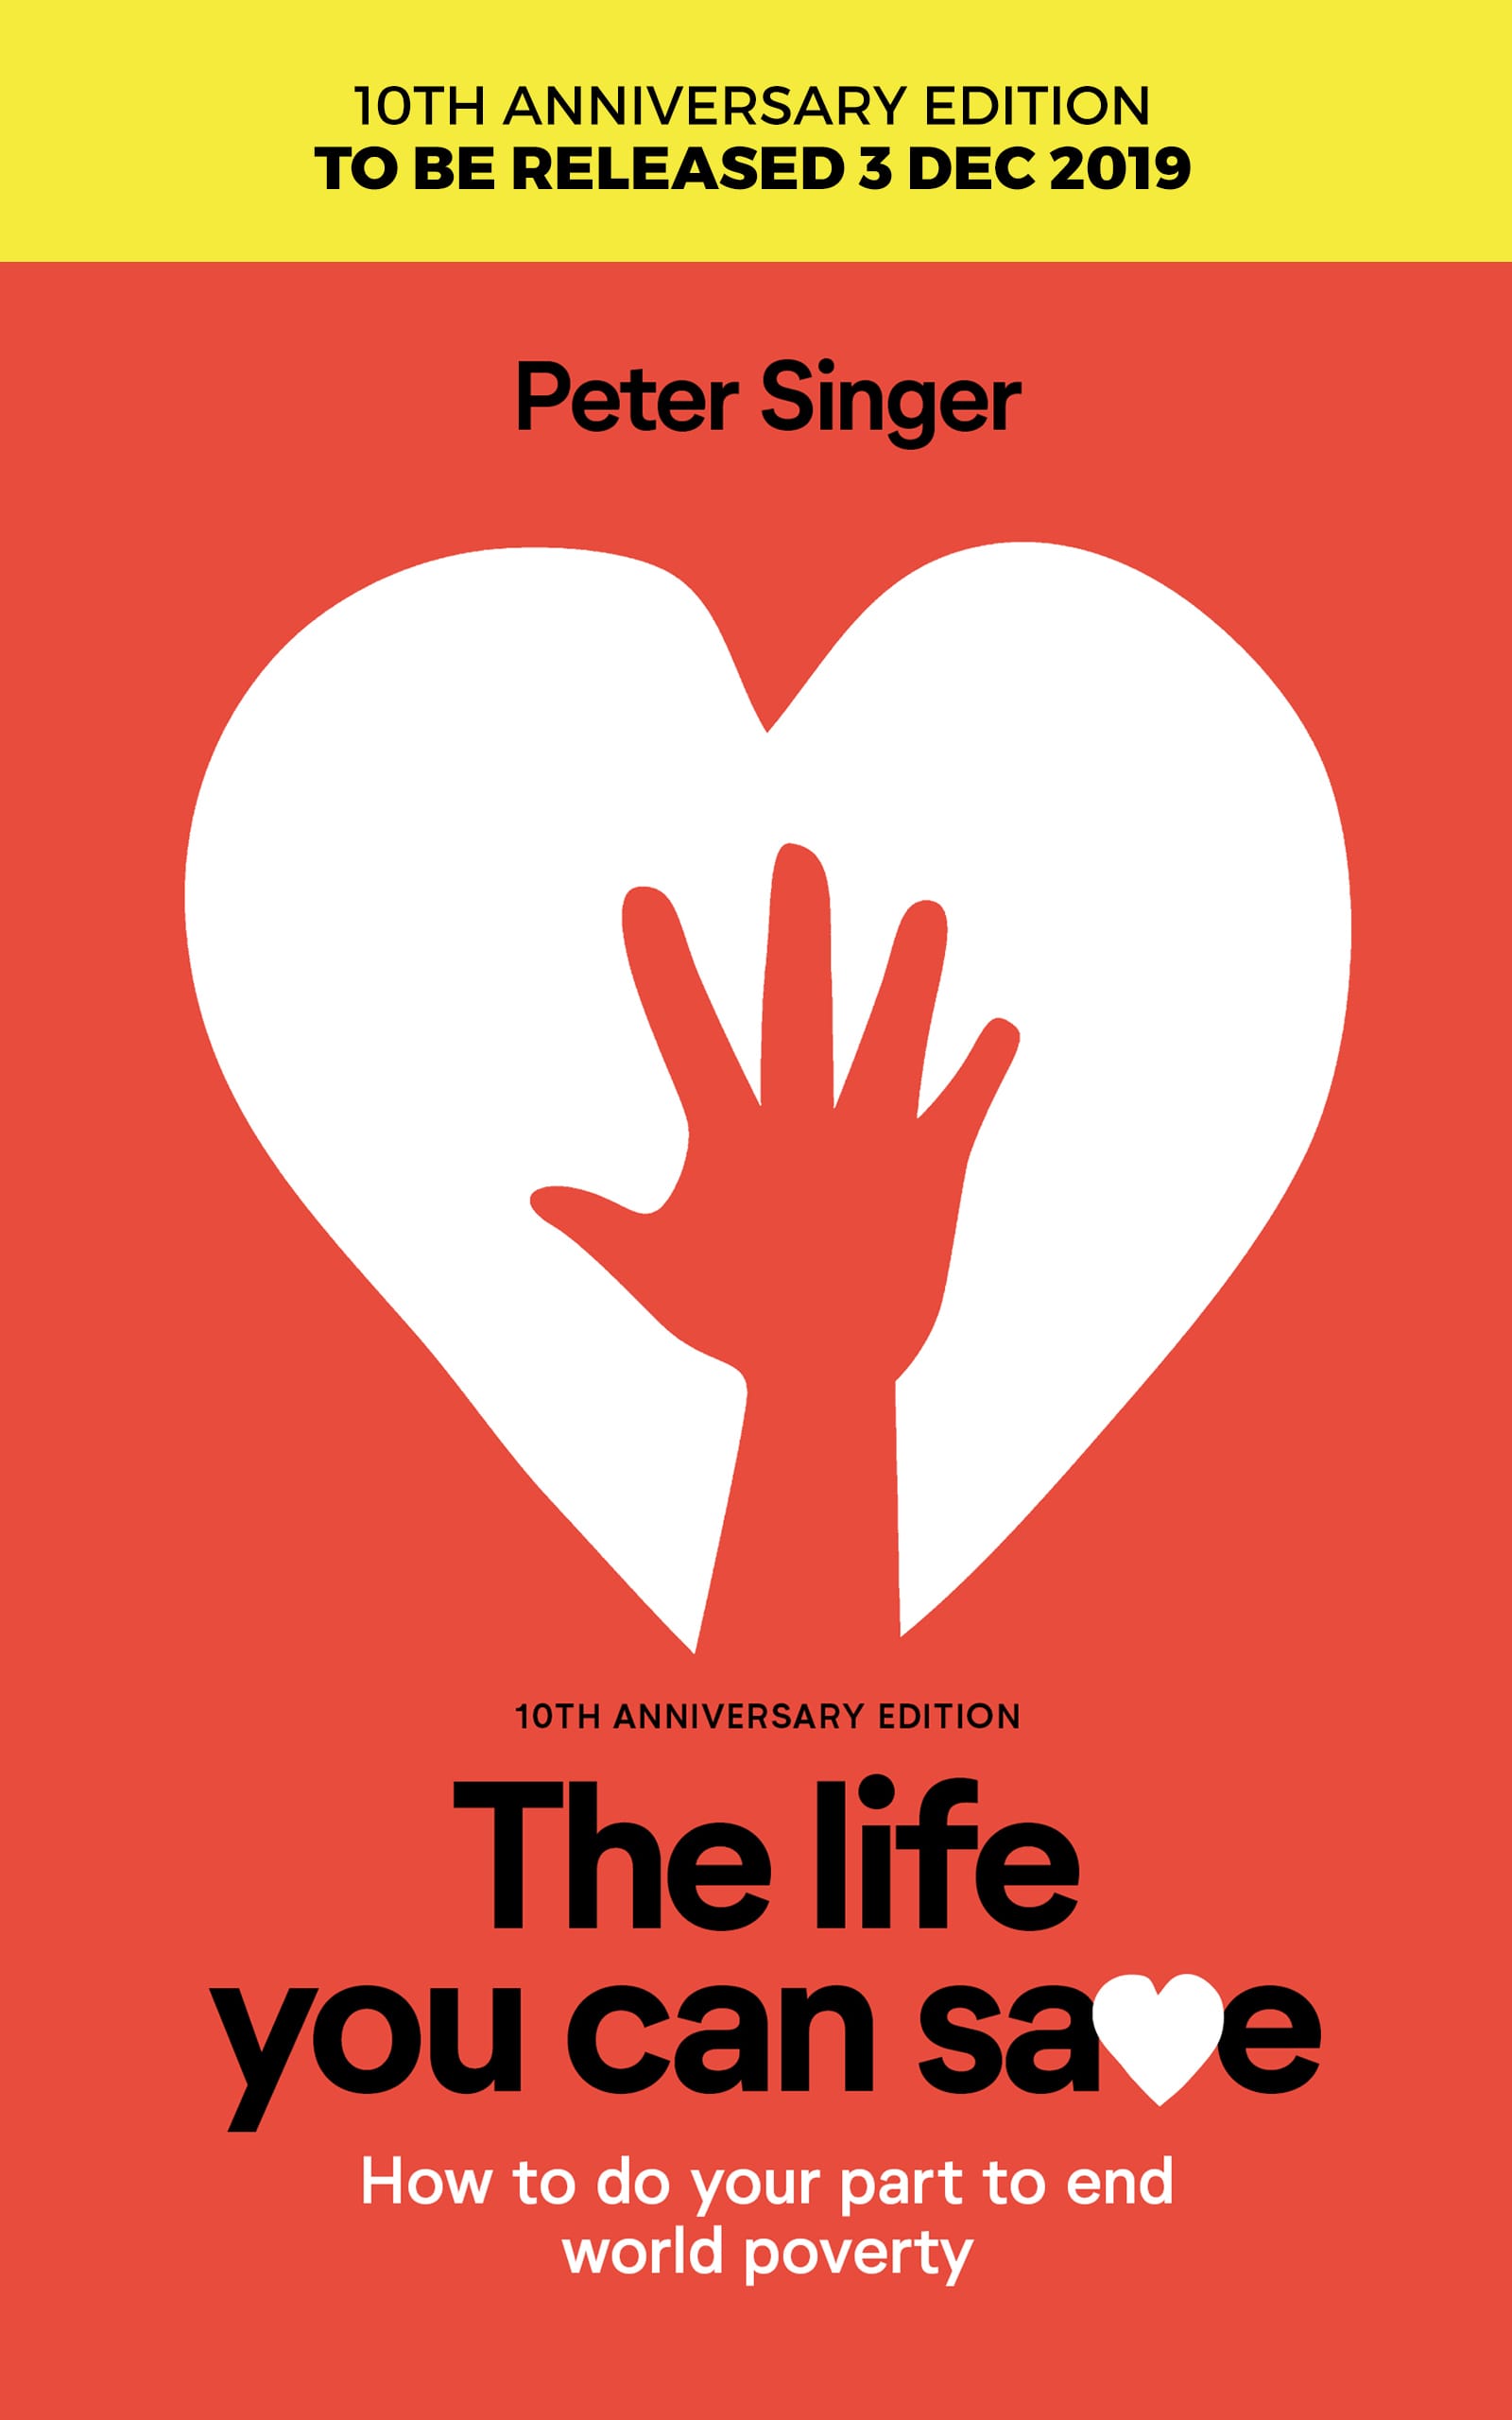 10TH ANNIVERSARY EDITION
TO BE RELEASED 3 DEC 2019
Peter Singer
10TH ANNIVERSARY EDITION
The life
you can sa♥e
How to do your part to end
world poverty